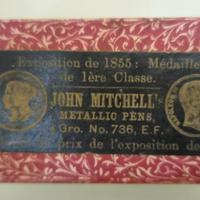 Exposition de 1855: Médaille
de 1ère Classe.
JOHN MITCHELL'
METALLIC PENS,
Gro. No. 736, E.F.
prix de l'exposition de